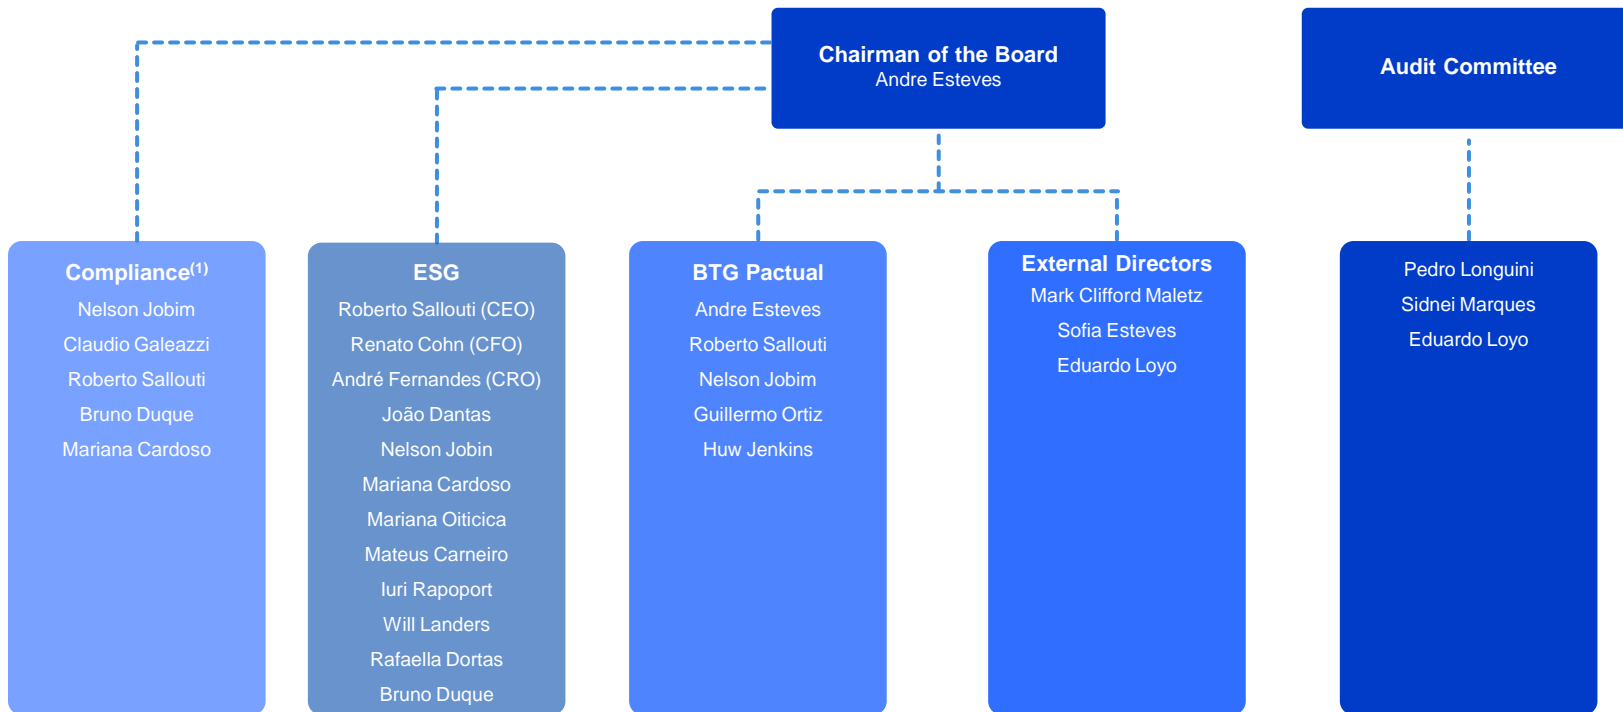 Chairman of the Board
Andre Esteves
Audit Committee
Compliance(1)
Nelson Jobim
Claudio Galeazzi
Roberto Sallouti
Bruno Duque
Mariana Cardoso
ESG
Roberto Sallouti (CEO)
Renato Cohn (CFO)
André Fernandes (CRO)
João Dantas
Nelson Jobin
Mariana Cardoso
Mariana Oiticica
Mateus Carneiro
Iuri Rapoport
Will Landers
Rafaella Dortas
Bruno Duque
BTG Pactual
Andre Esteves
Roberto Sallouti
Nelson Jobim
Guillermo Ortiz
Huw Jenkins
External Directors
Mark Clifford Maletz
Sofia Esteves
Eduardo Loyo
Pedro Longuini
Sidnei Marques
Eduardo Loyo